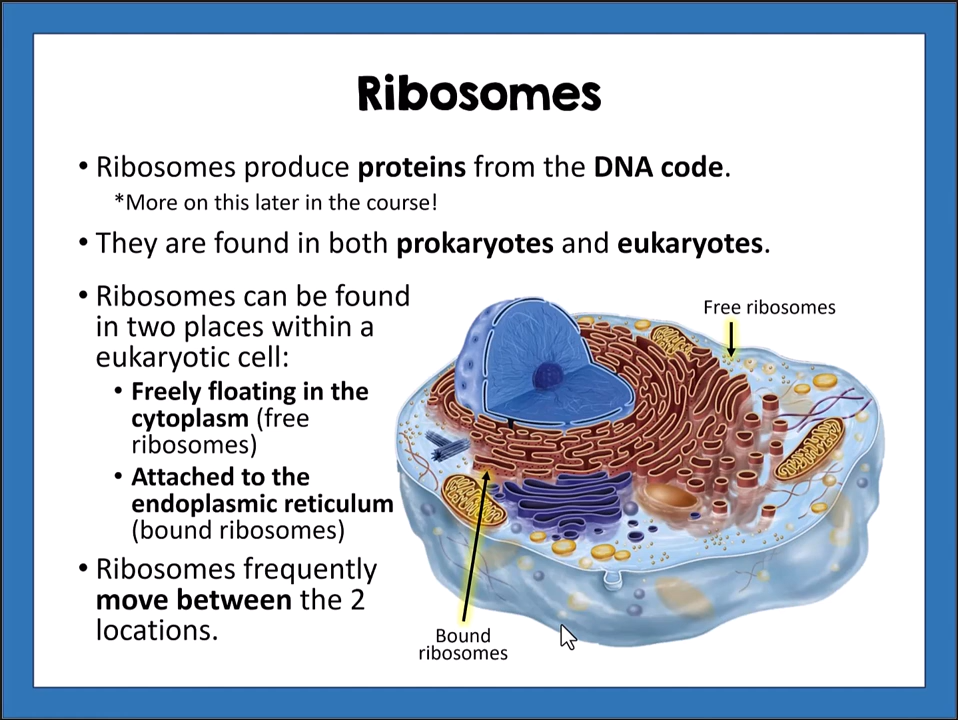 Ribosomes
• Ribosomes produce proteins from the DNA code.
*More on this later in the course!
• They are found in both prokaryotes and eukaryotes.
• Ribosomes can be found
in two places within a
eukaryotic cell:
• Freely floating in the
cytoplasm (free
ribosomes)
• Attached to the
endoplasmic reticulum
(bound ribosomes)
• Ribosomes frequently
move between the 2
locations.
Free ribosomes
Bound
ribosomes